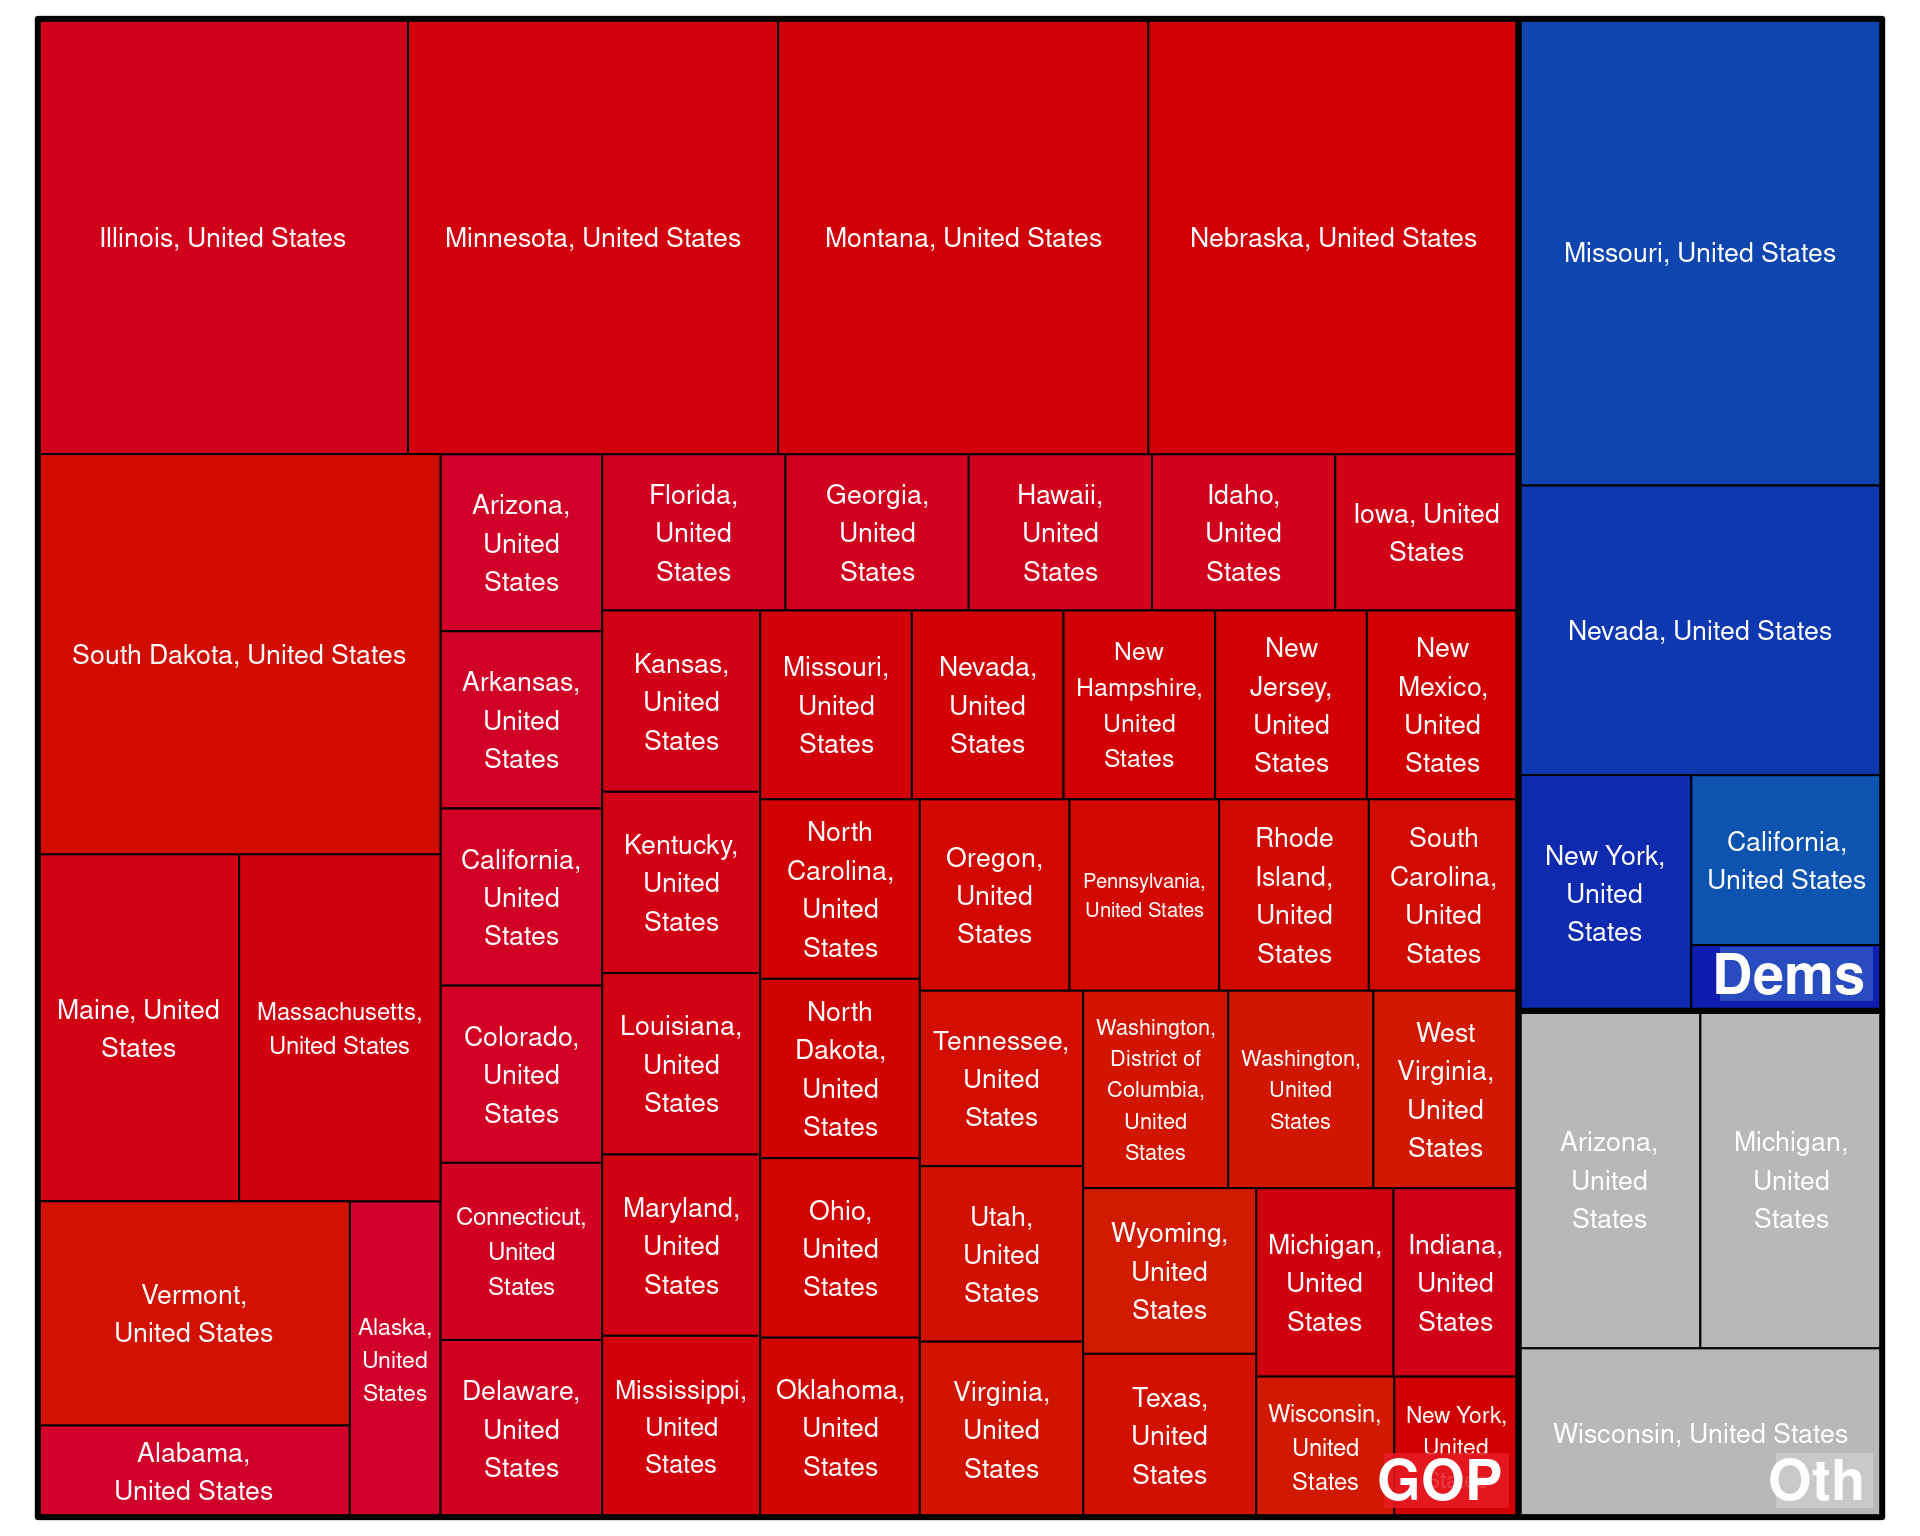 Illinois, United States
Minnesota, United States
Montana, United States
Nebraska, United States
Missouri, United States
South Dakota, United States
Arizona,
United
States
Florida,
United
States
Georgia,
United
States
Hawaii,
United
States
Idaho,
United
States
Iowa, United
States
Nevada, United States
Arkansas,
United
States
Kansas,
United
States
Missouri,
United
States
Nevada,
United
States
New
Hampshire,
United
States
New
Jersey,
United
States
New
Mexico,
United
States
California,
United
States
Kentucky,
United
States
North
Carolina,
United
States
Oregon,
United
States
Pennsylvania,
United States
Rhode
Island,
United
States
South
Carolina,
United
States
New York,
United
States
California,
United States
Dems
Maine, United
States
Massachusetts,
United States
Colorado,
United
States
Louisiana,
United
States
North
Dakota,
United
States
Tennessee,
United
States
Washington,
District of
Columbia,
United
States
Washington,
United
States
West
Virginia,
United
States
Arizona,
United
States
Michigan,
United
States
Vermont,
United States
Alaska,
United
States
Connecticut,
United
States
Maryland,
United
States
Ohio,
United
States
Utah,
United
States
Wyoming,
United
States
Michigan,
United
States
Indiana,
United
States
Alabama,
United States
Delaware,
United
States
Mississippi,
United
States
Oklahoma,
United
States
Virginia,
United
States
Texas,
United
States
Wisconsin,
United
States
New York,
United
States
GOP
Wisconsin, United States
Oth